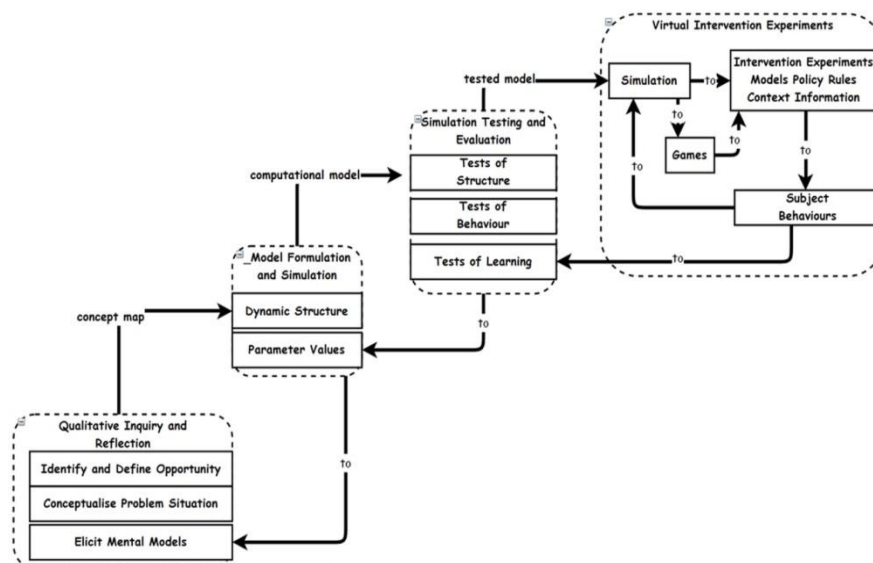 Virtual Intervention Experiments
tested model
Simulation
to
Intervention Experiments
Models Policy Rules
Context Information
to
Games
to
to
to
Subject
Behaviours
to
Simulation Testing and
Evaluation
Tests of
Structure
Tests of
Behaviour
Tests of Learning
computational model
to
_Model Formulation
and Simulation
Dynamic Structure
Parameter Values
concept map
to
Qualitative Inquiry and
Reflection
Identify and Define Opportunity
Conceptualise Problem Situation
Elicit Mental Models